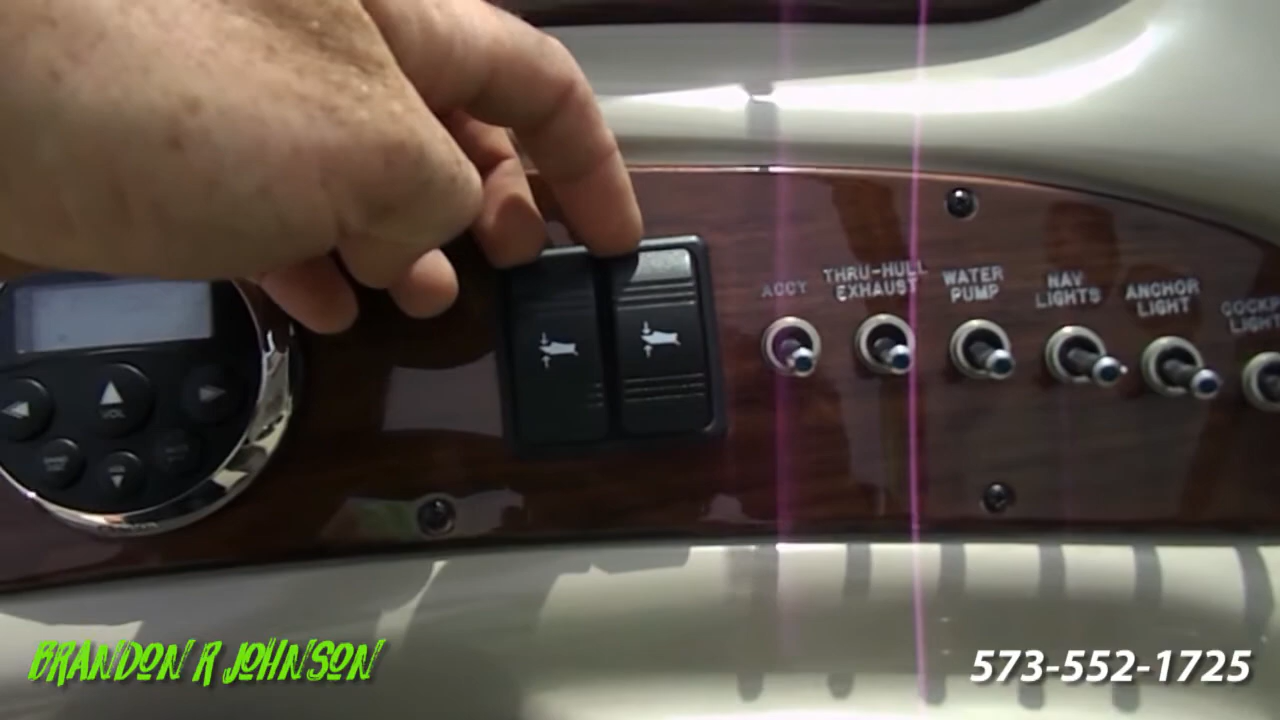 ACCY
THRU-HULL
EXHAUST
WATER
PUMP
NAV
LIGHTS
ANCHOR
LIGHT
VOL
BRANDON R JOHNSON
573-552-1725